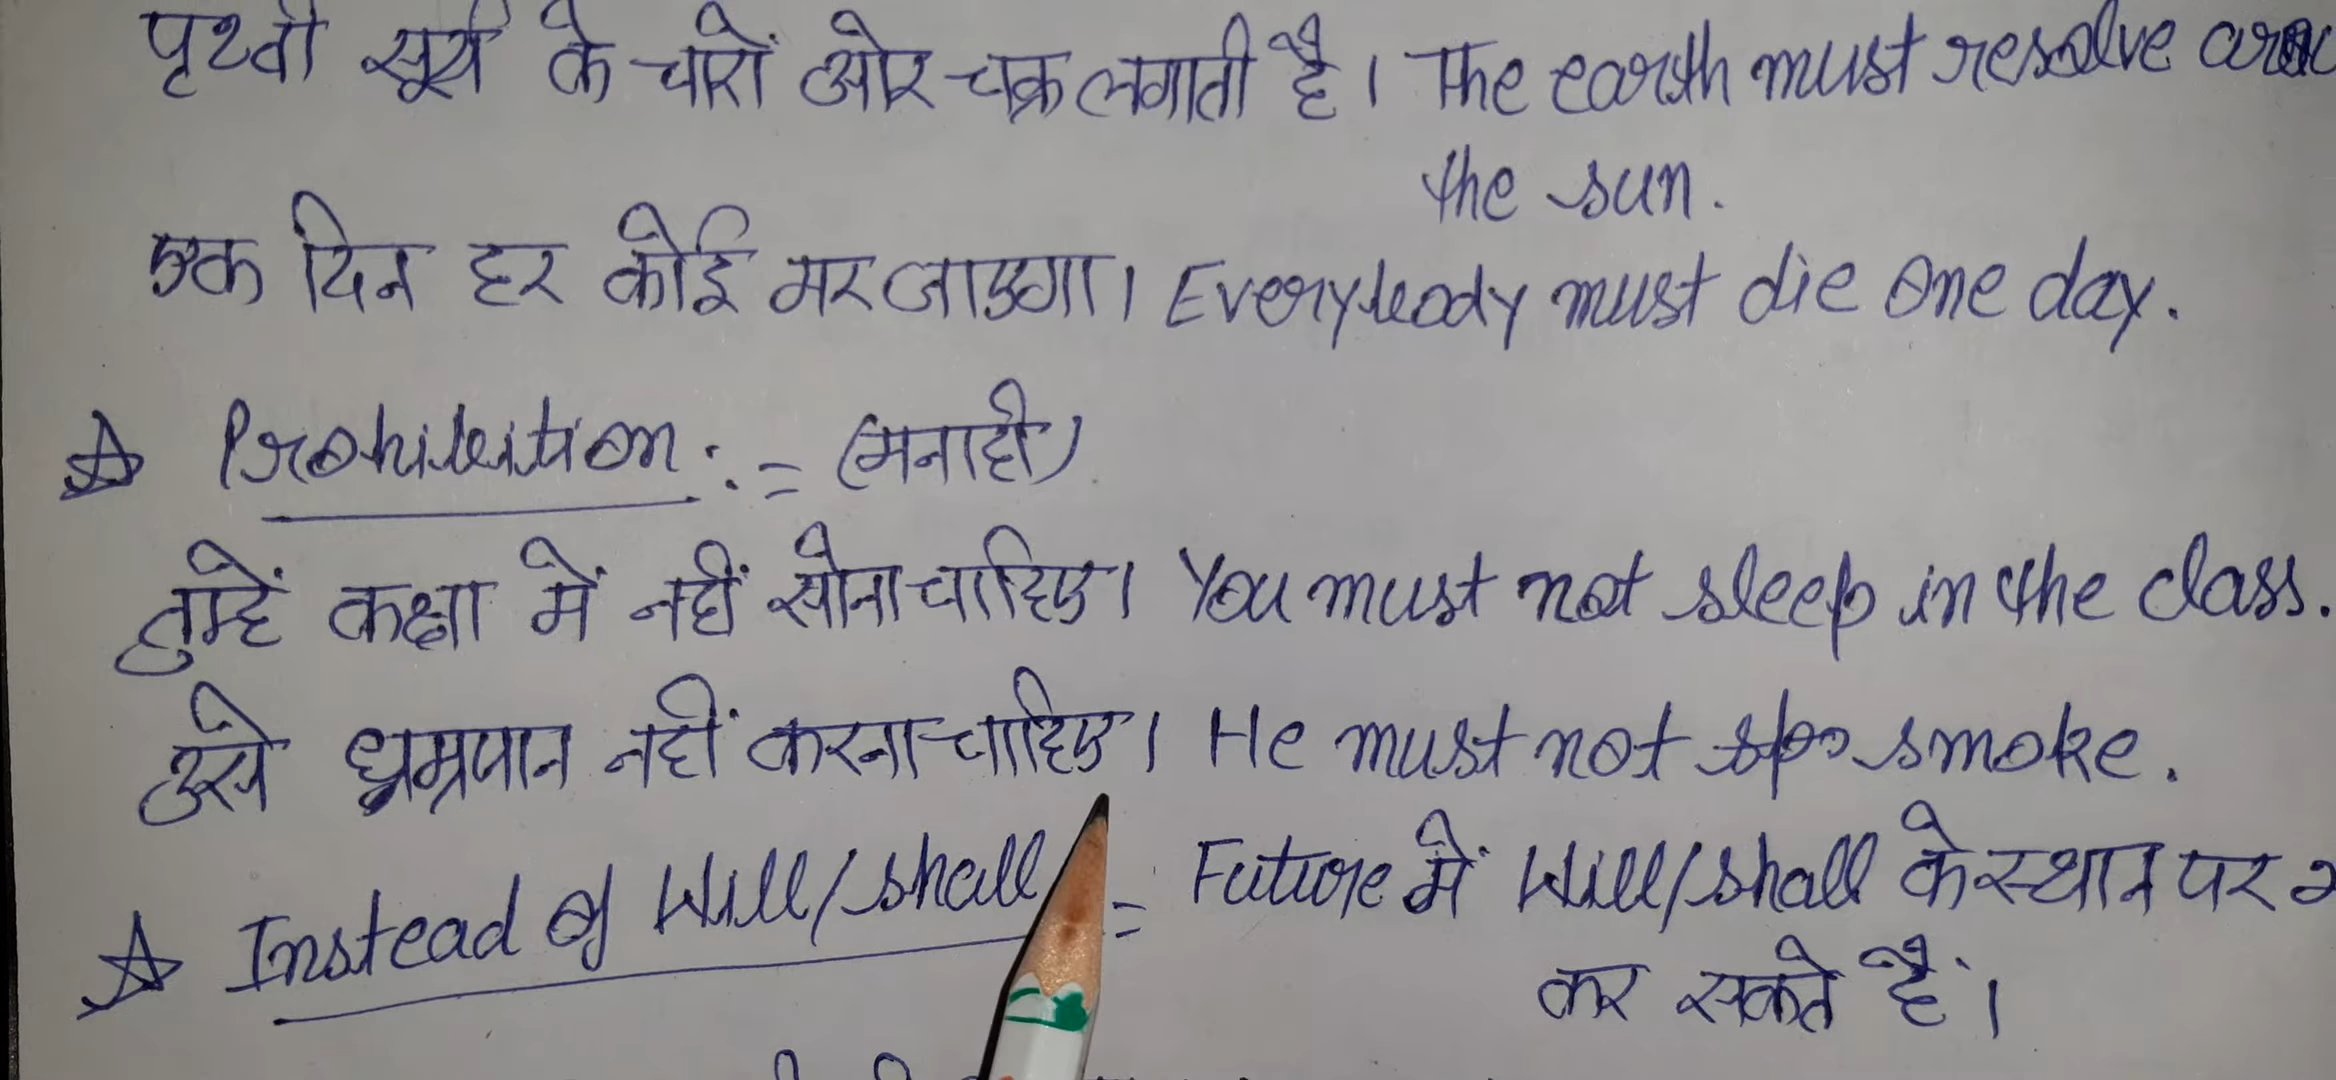 पृथ्वी सूर्य के चारों ओर चक्र लगाती है। The earth must resolve
the sun.
एक दिन हर कोई मर जाएगा। Everybody must die one day.
☆ Prohibition := (मनाही)
तुम्हें कक्षा में नहीं सोना चाहिए। You must not sleep in the class.
उसे धुम्रपान नहीं करना चाहिए। He must not smoke.
☆ Instead of Will/shall = Future में Will/shall के स्थान पर
कर सकते हैं।